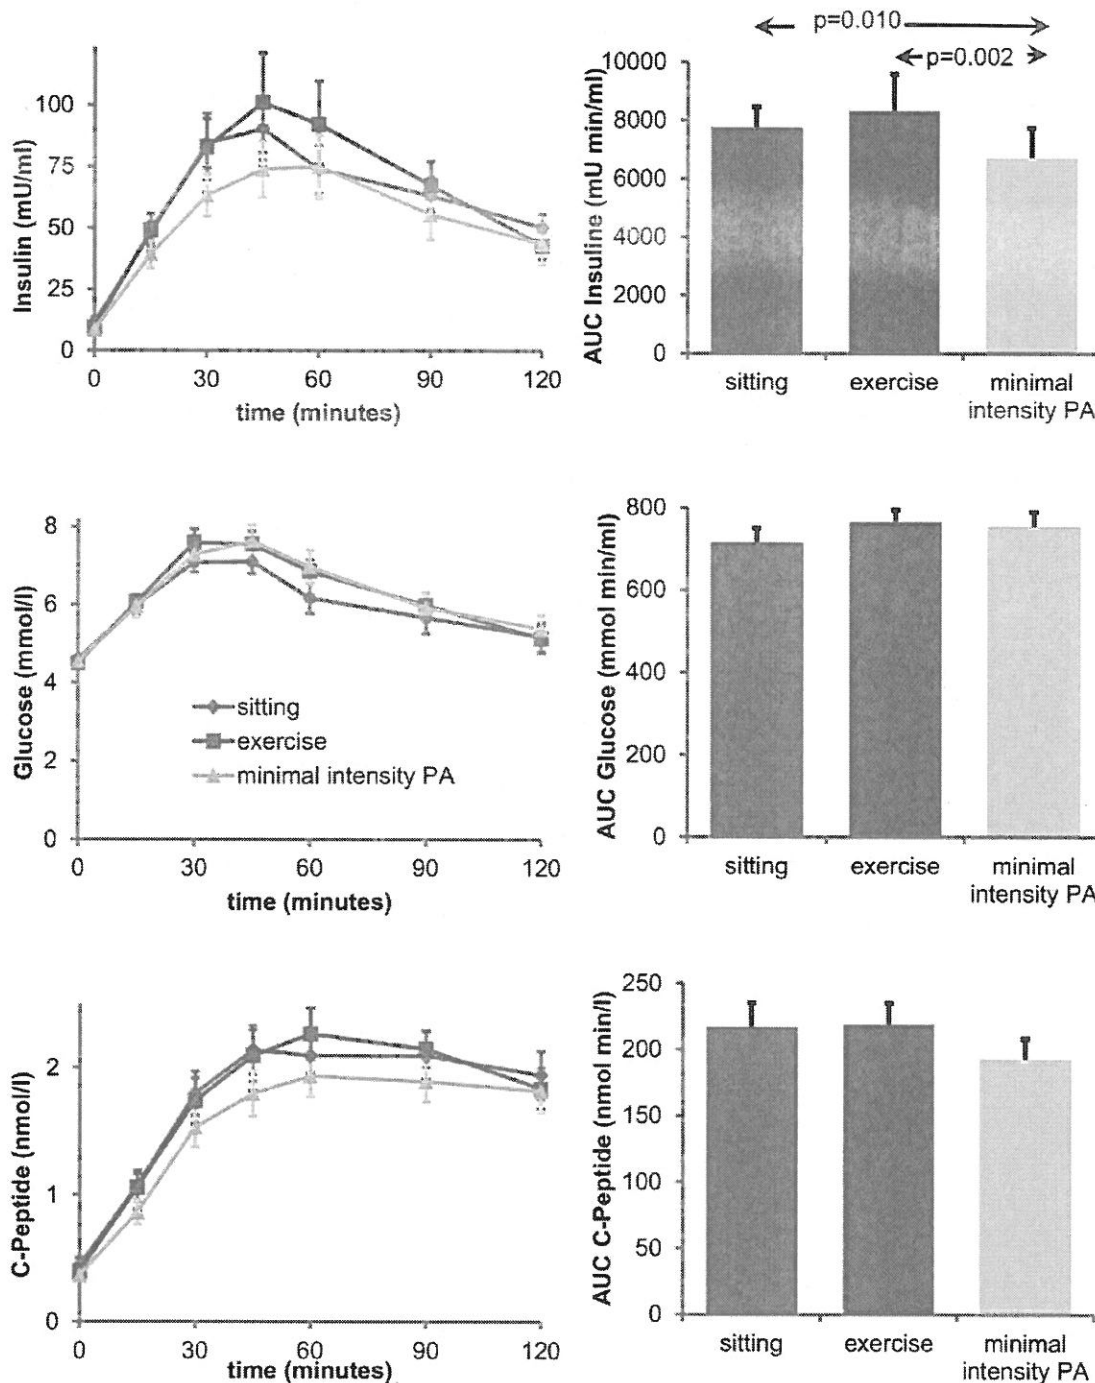 p=0.010
p=0.002
Insulin (mU/ml)
100
75
50
25
0
0 30 60 90 120
time (minutes)
AUC Insuline (mU min/ml)
10000
8000
6000
4000
2000
0
sitting exercise minimal
intensity PA
Glucose (mmol/l)
8
6
4
2
0
sitting
exercise
minimal intensity PA
0 30 60 90 120
time (minutes)
AUC Glucose (mmol min/ml)
800
600
400
200
0
sitting exercise minimal
intensity PA
C-Peptide (nmol/l)
2
1
0
0 30 60 90 120
time (minutes)
AUC C-Peptide (nmol min/l)
250
200
150
100
50
0
sitting exercise minimal
intensity PA